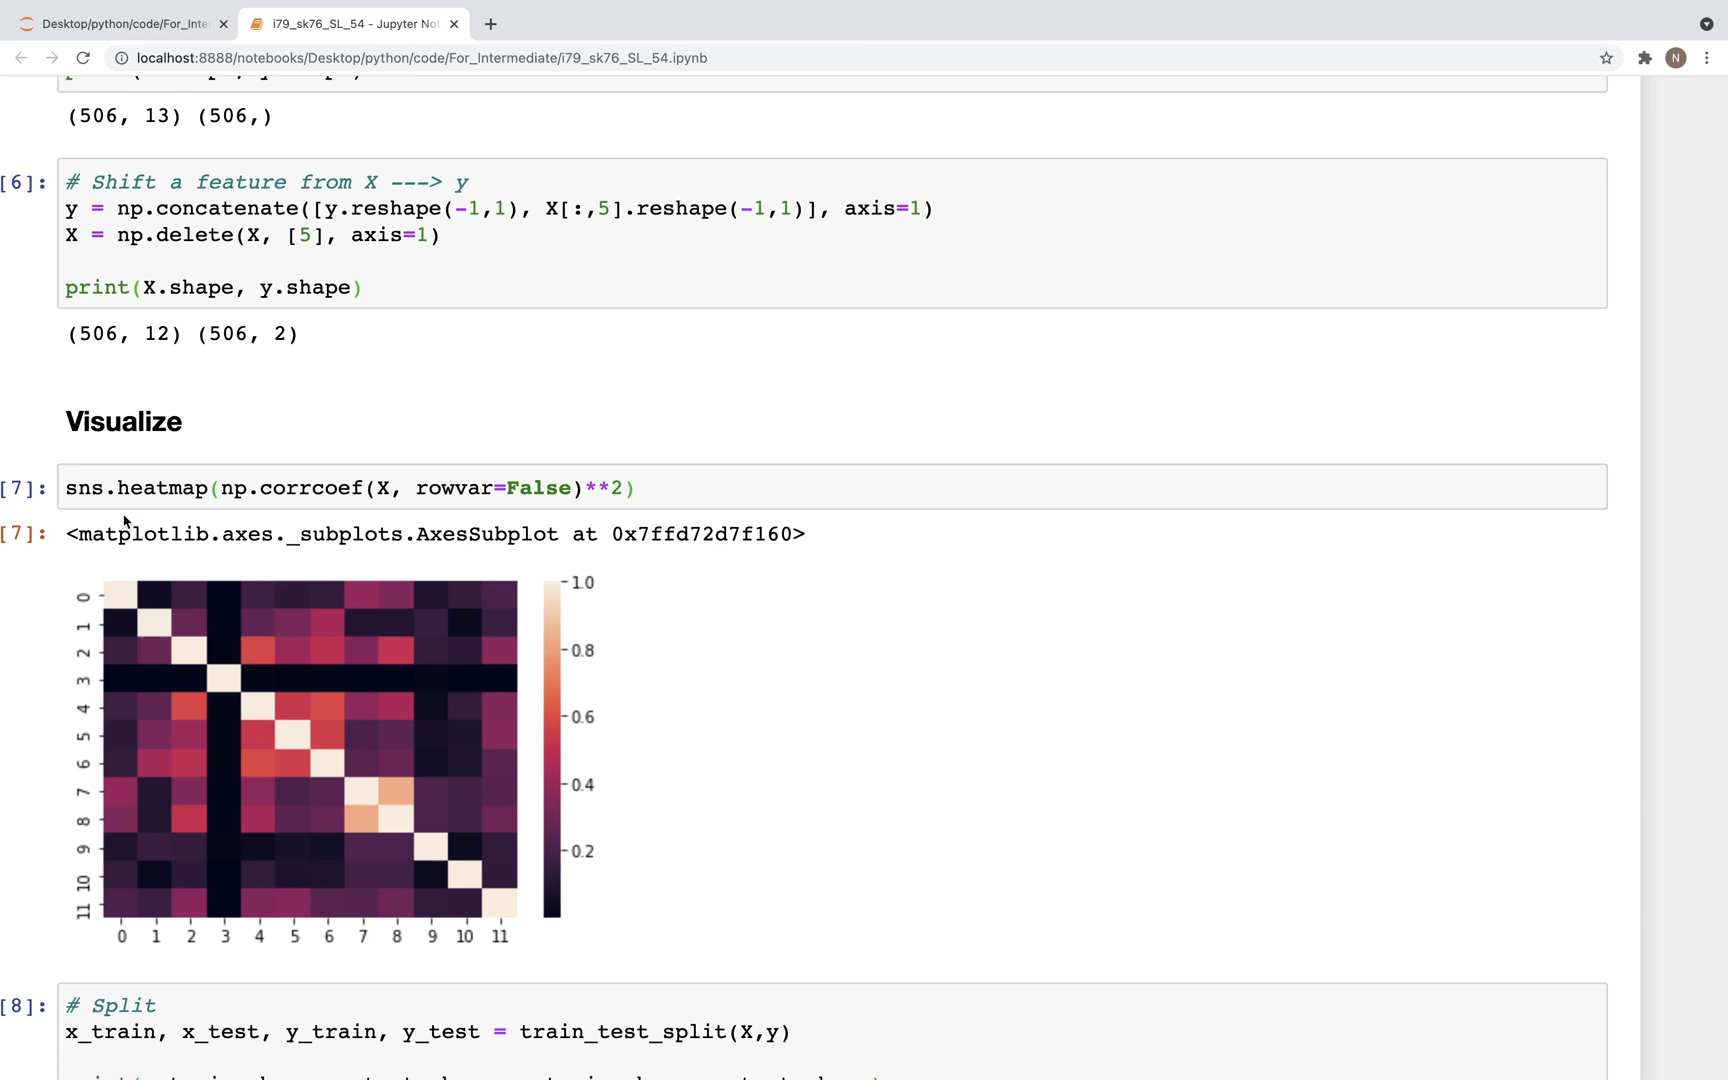 Desktop/python/code/For_Inte
i79_sk76_SL_54 - Jupyter No
localhost:8888/notebooks/Desktop/python/code/For_Intermediate/i79_sk76_SL_54.ipynb
N
(506, 13) (506,)
[6]:
# Shift a feature from X ---> y
y = np.concatenate([y.reshape(-1,1), X[:,5].reshape(-1,1)], axis=1)
X = np.delete(X, [5], axis=1)
print(X.shape, y.shape)
(506, 12) (506, 2)
Visualize
[7]: sns.heatmap(np.corrcoef(X, rowvar=False)**2)
[7]: <matplotlib.axes._subplots.AxesSubplot at 0x7ffd72d7f160>
0
1
2
3
4
5
6
7
8
9
10
11
0 1 2 3 4 5 6 7 8 9 10 11
1.0
0.8
0.6
0.4
0.2
[8]: # Split
x_train, x_test, y_train, y_test = train_test_split(X,y)